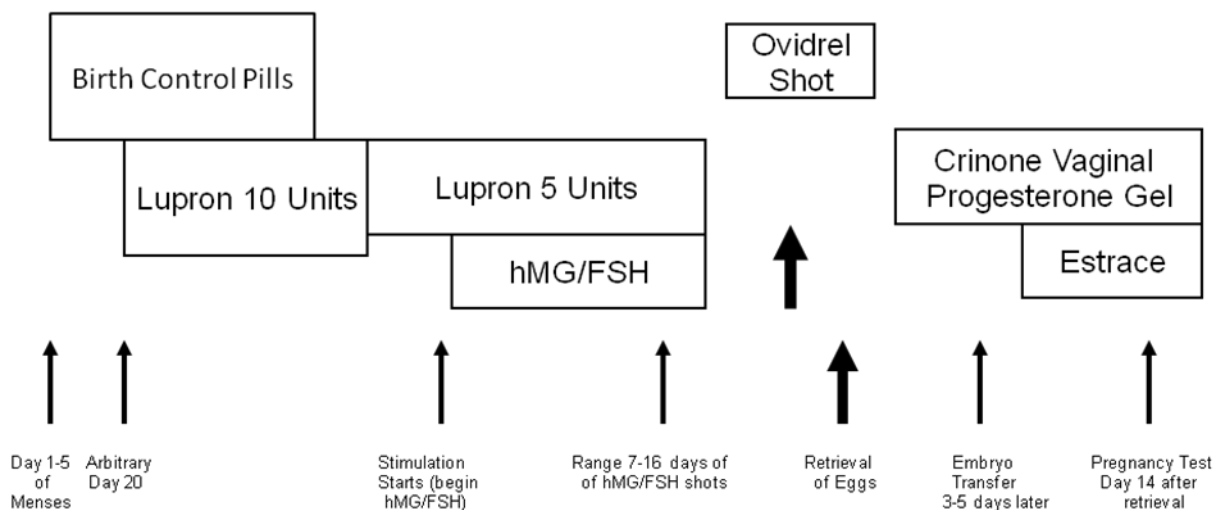 Birth Control Pills
Ovidrel
Shot
Lupron 10 Units
Lupron 5 Units
hMG/FSH
Crinone Vaginal
Progesterone Gel
Estrace
Day 1-5
of
Menses
Arbitrary
Day 20
Stimulation
Starts (begin
hMG/FSH)
Range 7-16 days of
of hMG/FSH shots
Retrieval
of Eggs
Embryo
Transfer
3-5 days later
Pregnancy Test
Day 14 after
retrieval